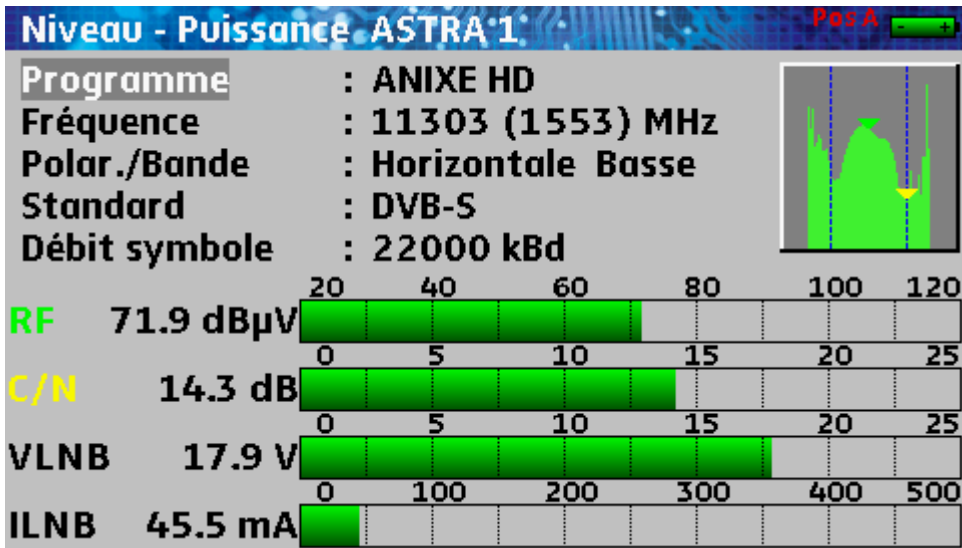 Niveau - Puissance ASTRA 1 Pos A - +
Programme : ANIXE HD
Fréquence : 11303 (1553) MHz
Polar./Bande : Horizontale Basse
Standard : DVB-S
Débit symbole : 22000 kBd
20 40 60 80 100 120
RF 71.9 dBµV
0 5 10 15 20 25
C/N 14.3 dB
0 5 10 15 20 25
VLNB 17.9 V
0 100 200 300 400 500
ILNB 45.5 mA